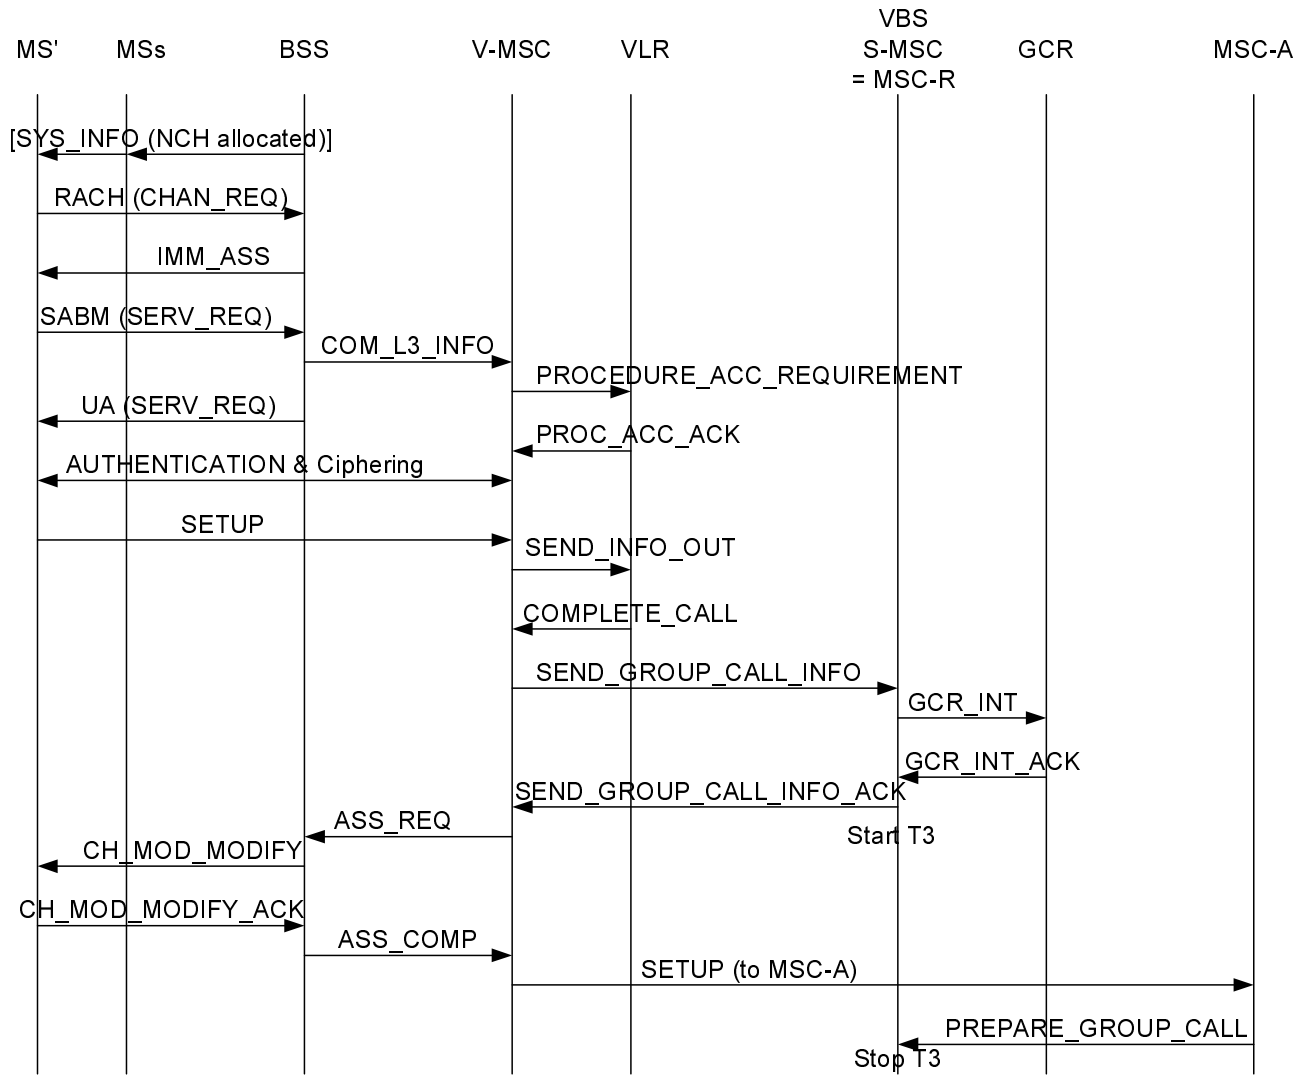 VBS
MS' MSs BSS V-MSC VLR S-MSC GCR MSC-A
= MSC-R
[SYS_INFO (NCH allocated)]
RACH (CHAN_REQ)
IMM_ASS
SABM (SERV_REQ)
COM_L3_INFO
PROCEDURE_ACC_REQUIREMENT
UA (SERV_REQ)
PROC_ACC_ACK
AUTHENTICATION & Ciphering
SETUP
SEND_INFO_OUT
COMPLETE_CALL
SEND_GROUP_CALL_INFO
GCR_INT
GCR_INT_ACK
SEND_GROUP_CALL_INFO_ACK
ASS_REQ
Start T3
CH_MOD_MODIFY
CH_MOD_MODIFY_ACK
ASS_COMP
SETUP (to MSC-A)
PREPARE_GROUP_CALL
Stop T3